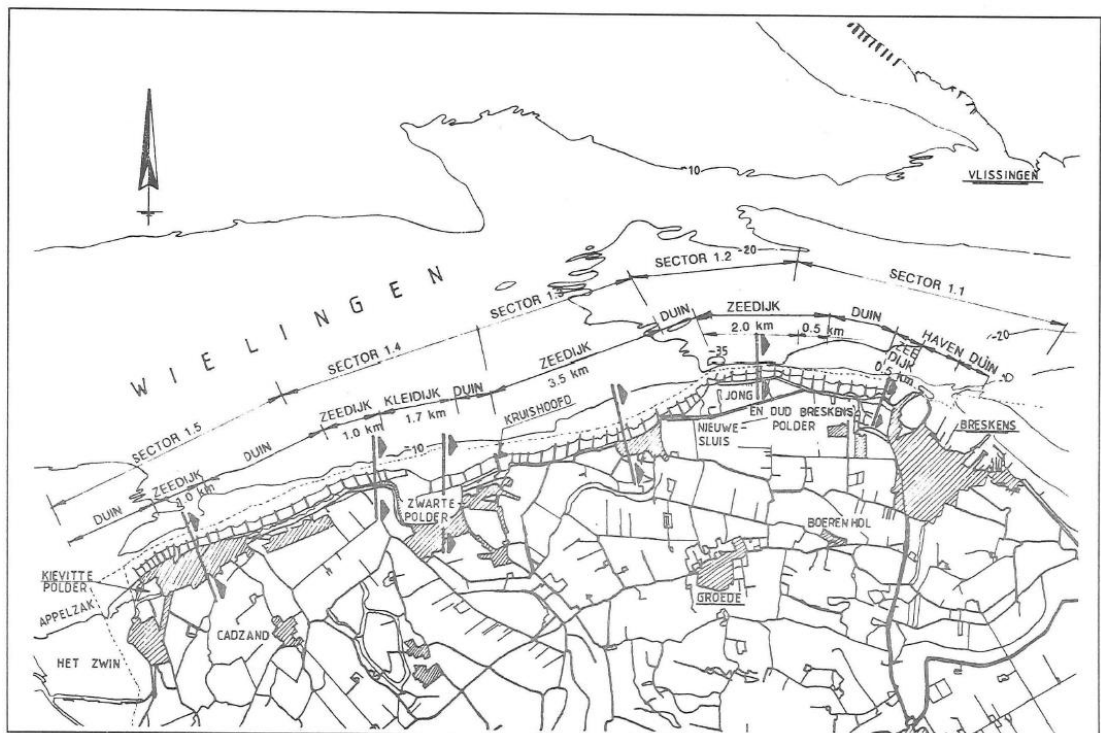 VLISSINGEN
-10
SECTOR 1.2
-20
SECTOR 1.1
WIELINGEN
SECTOR 1.3
SECTOR 1.4
SECTOR 1.5
DUIN
ZEEDIJK
2.0 km
DUIN
0.5 km
ZEE
DIJK
0.5 km
HAVEN
DUIN
-20
-35
ZEEDIJK
3.5 km
DUIN
KLEIDIJK
1.7 km
ZEEDIJK
1.0 km
DUIN
ZEEDIJK
1.0 km
DUIN
KRUISHOOFD
-10
JONG
EN OUD BRESKENS
POLDER
NIEUWE-
SLUIS
BRESKENS
ZWARTE
POLDER
BOERENHOL
GROEDE
KIEVITTE
POLDER
APPELZAK
CADZAND
HET ZWIN